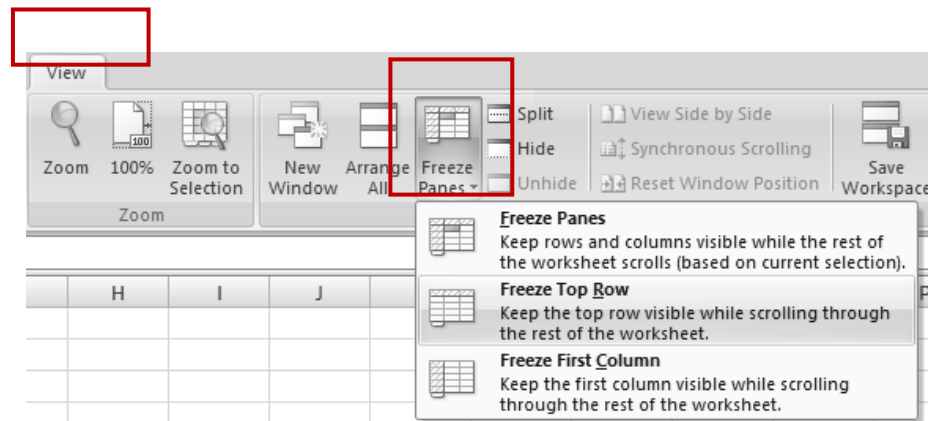 View
Zoom
100
100%
Zoom to
Selection
Zoom
New
Window
Arrange
All
Freeze
Panes
Split
Hide
Unhide
View Side by Side
Synchronous Scrolling
Reset Window Position
Save
Workspace
Freeze Panes
Keep rows and columns visible while the rest of
the worksheet scrolls (based on current selection).
Freeze Top Row
Keep the top row visible while scrolling through
the rest of the worksheet.
Freeze First Column
Keep the first column visible while scrolling
through the rest of the worksheet.
H I J